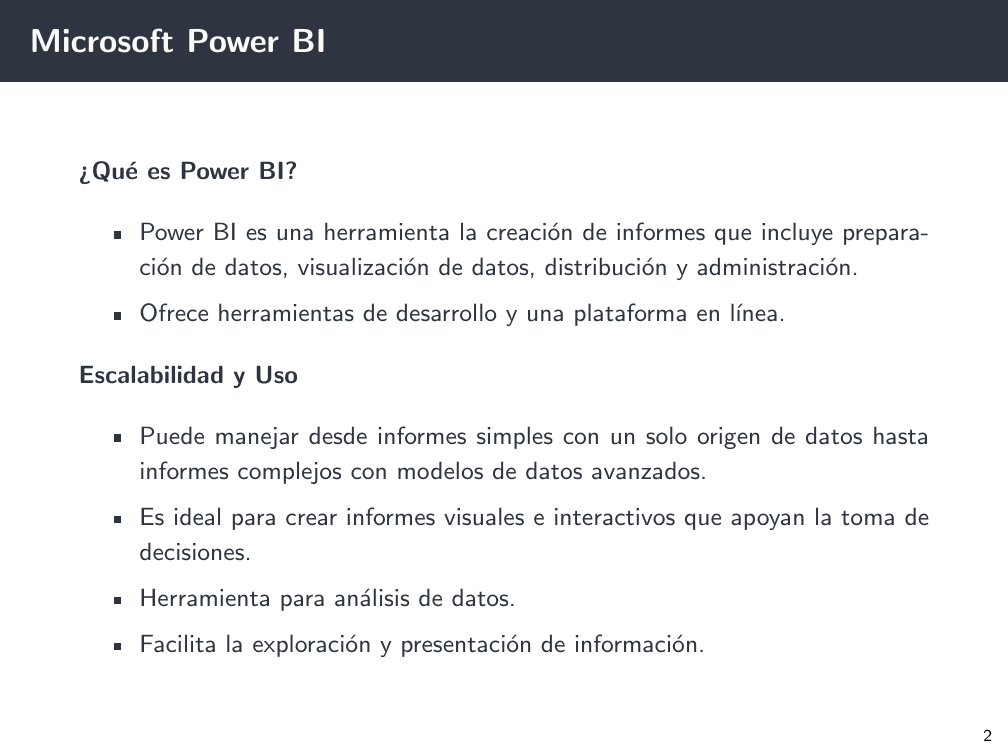 Microsoft Power BI
¿Qué es Power BI?
▪ Power BI es una herramienta la creación de informes que incluye prepara-
ción de datos, visualización de datos, distribución y administración.
▪ Ofrece herramientas de desarrollo y una plataforma en línea.
Escalabilidad y Uso
▪ Puede manejar desde informes simples con un solo origen de datos hasta
informes complejos con modelos de datos avanzados.
▪ Es ideal para crear informes visuales e interactivos que apoyan la toma de
decisiones.
▪ Herramienta para análisis de datos.
▪ Facilita la exploración y presentación de información.
2